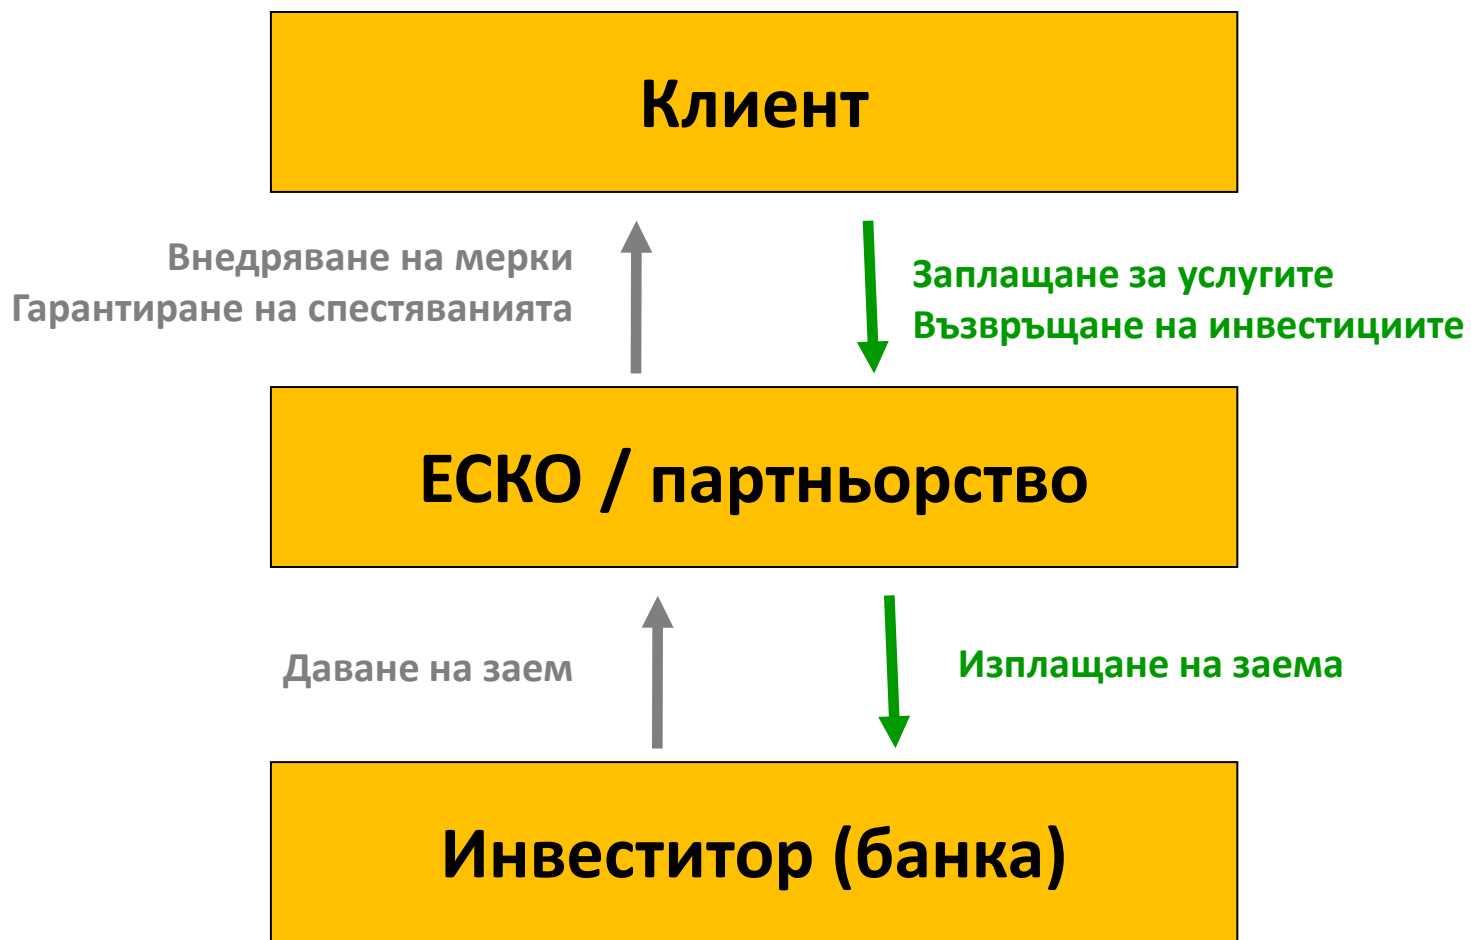 Клиент
Внедряване на мерки
Гарантиране на спестяванията
Заплащане за услугите
Възвръщане на инвестициите
ЕСКО / партньорство
Даване на заем
Изплащане на заема
Инвеститор (банка)